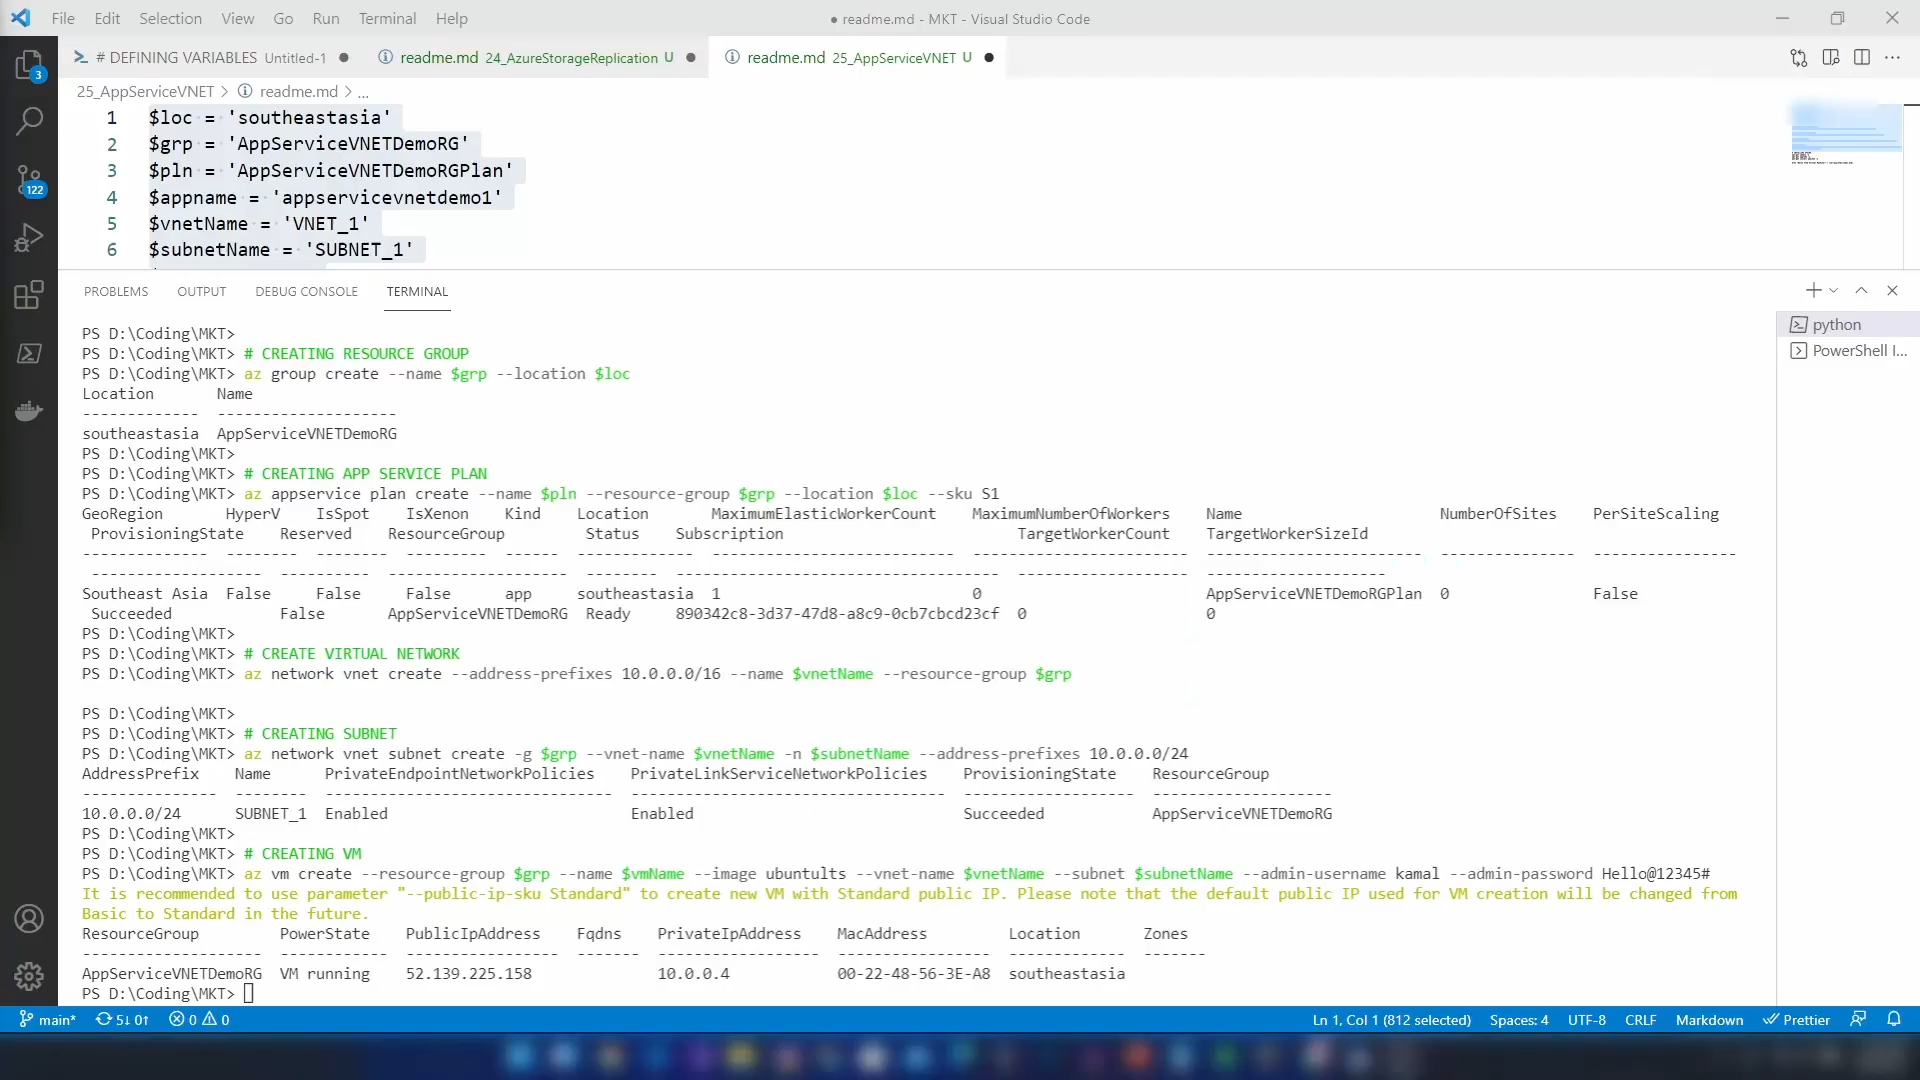 File Edit Selection View Go Run Terminal Help
● readme.md - MKT - Visual Studio Code
# DEFINING VARIABLES Untitled-1 ●
readme.md 24_AzureStorageReplication U ●
readme.md 25_AppServiceVNET U ●
25_AppServiceVNET > readme.md > ...
1 $loc = 'southeastasia'
2 $grp = 'AppServiceVNETDemoRG'
3 $pln = 'AppServiceVNETDemoRGPlan'
4 $appname = 'appservicevnetdemo1'
5 $vnetName = 'VNET_1'
6 $subnetName = 'SUBNET_1'
3
122
PROBLEMS OUTPUT DEBUG CONSOLE TERMINAL
python
PowerShell I...
PS D:\Coding\MKT>
PS D:\Coding\MKT> # CREATING RESOURCE GROUP
PS D:\Coding\MKT> az group create --name $grp --location $loc
Location Name
------------- --------------------
southeastasia AppServiceVNETDemoRG
PS D:\Coding\MKT>
PS D:\Coding\MKT> # CREATING APP SERVICE PLAN
PS D:\Coding\MKT> az appservice plan create --name $pln --resource-group $grp --location $loc --sku S1
GeoRegion HyperV IsSpot IsXenon Kind Location MaximumElasticWorkerCount MaximumNumberOfWorkers Name NumberOfSites PerSiteScaling
ProvisioningState Reserved ResourceGroup Status Subscription TargetWorkerCount TargetWorkerSizeId
-------------- -------- -------- --------- ------ ------------- --------------------------- ------------------------ ------------------------ --------------- ----------------
------------------- ---------- -------------------- -------- ------------------------------------ ------------------- --------------------
Southeast Asia False False False app southeastasia 1 0 AppServiceVNETDemoRGPlan 0 False
Succeeded False AppServiceVNETDemoRG Ready 890342c8-3d37-47d8-a8c9-0cb7cbcd23cf 0 0
PS D:\Coding\MKT>
PS D:\Coding\MKT> # CREATE VIRTUAL NETWORK
PS D:\Coding\MKT> az network vnet create --address-prefixes 10.0.0.0/16 --name $vnetName --resource-group $grp
PS D:\Coding\MKT>
PS D:\Coding\MKT> # CREATING SUBNET
PS D:\Coding\MKT> az network vnet subnet create -g $grp --vnet-name $vnetName -n $subnetName --address-prefixes 10.0.0.0/24
AddressPrefix Name PrivateEndpointNetworkPolicies PrivateLinkServiceNetworkPolicies ProvisioningState ResourceGroup
--------------- -------- -------------------------------- ----------------------------------- ------------------- --------------------
10.0.0.0/24 SUBNET_1 Enabled Enabled Succeeded AppServiceVNETDemoRG
PS D:\Coding\MKT>
PS D:\Coding\MKT> # CREATING VM
PS D:\Coding\MKT> az vm create --resource-group $grp --name $vmName --image ubuntults --vnet-name $vnetName --subnet $subnetName --admin-username kamal --admin-password Hello@12345#
It is recommended to use parameter "--public-ip-sku Standard" to create new VM with Standard public IP. Please note that the default public IP used for VM creation will be changed from
Basic to Standard in the future.
ResourceGroup PowerState PublicIpAddress Fqdns PrivateIpAddress MacAddress Location Zones
-------------------- ------------ ----------------- ------- ------------------ ----------------- ------------- -------
AppServiceVNETDemoRG VM running 52.139.225.158 10.0.0.4 00-22-48-56-3E-A8 southeastasia
PS D:\Coding\MKT>
main* 5↓ 0↑ 0 0
Ln 1, Col 1 (812 selected) Spaces: 4 UTF-8 CRLF Markdown Prettier